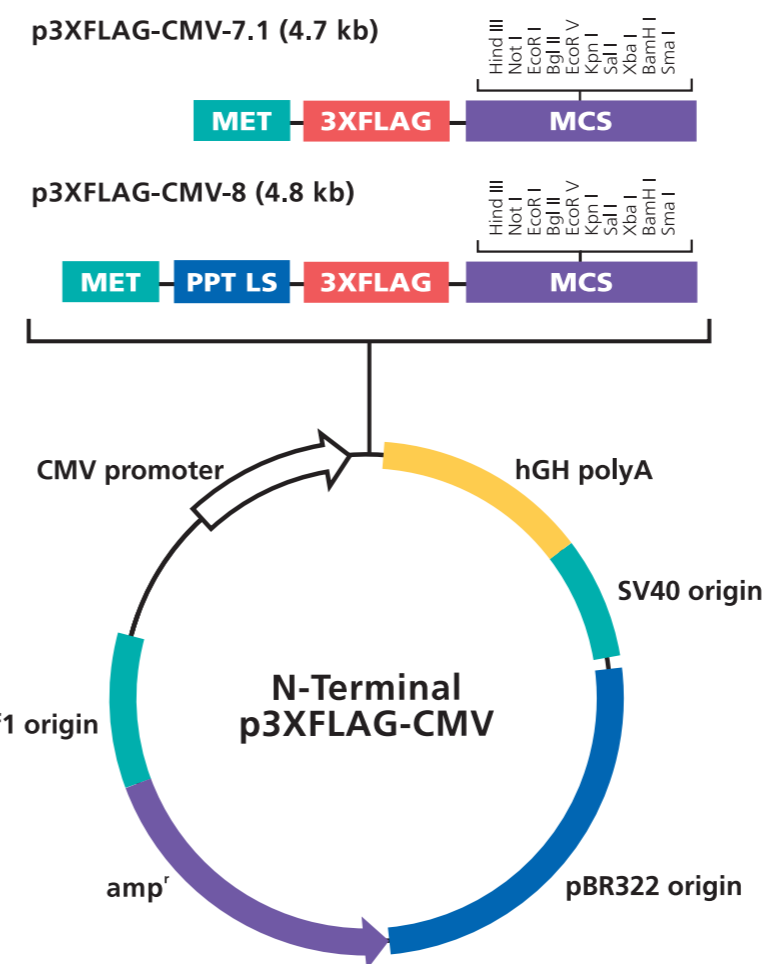 p3XFLAG-CMV-7.1 (4.7 kb)
Hind III
Not I
EcoR I
Bgl II
EcoR V
Kpn I
Sal I
Xba I
BamH I
Sma I
MET
3XFLAG
MCS
p3XFLAG-CMV-8 (4.8 kb)
Hind III
Not I
EcoR I
Bgl II
EcoR V
Kpn I
Sal I
Xba I
BamH I
Sma I
MET
PPT LS
3XFLAG
MCS
CMV promoter
hGH polyA
SV40 origin
N-Terminal
p3XFLAG-CMV
f1 origin
ampʳ
pBR322 origin